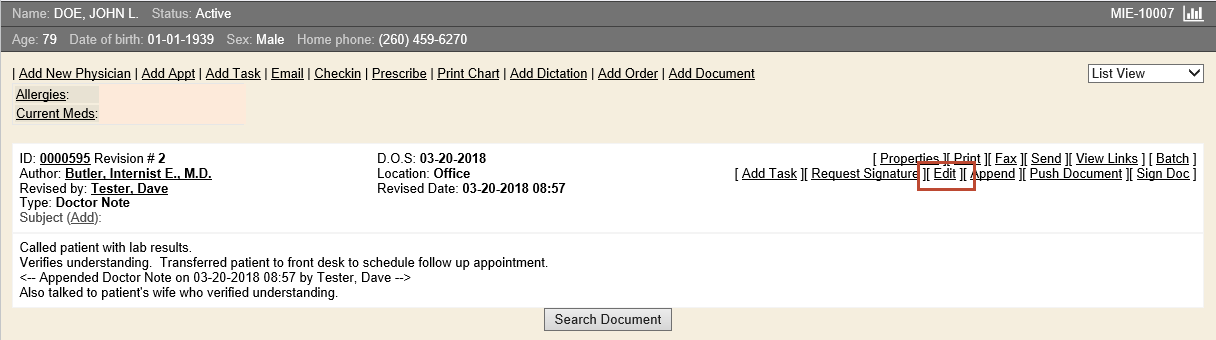 Name: DOE, JOHN L. Status: Active MIE-10007
Age: 79 Date of birth: 01-01-1939 Sex: Male Home phone: (260) 459-6270
| Add New Physician | Add Appt | Add Task | Email | Checkin | Prescribe | Print Chart | Add Dictation | Add Order | Add Document List View
Allergies:
Current Meds:
ID: 0000595 Revision # 2 D.O.S: 03-20-2018 [ Properties ][ Print ][ Fax ][ Send ][ View Links ] [ Batch ]
Author: Butler, Internist E., M.D. Location: Office [ Add Task ][ Request Signature ][ Edit ][ Append ][ Push Document ][ Sign Doc ]
Revised by: Tester, Dave Revised Date: 03-20-2018 08:57
Type: Doctor Note
Subject (Add):
Called patient with lab results.
Verifies understanding.  Transferred patient to front desk to schedule follow up appointment.
<-- Appended Doctor Note on 03-20-2018 08:57 by Tester, Dave -->
Also talked to patient's wife who verified understanding.
Search Document